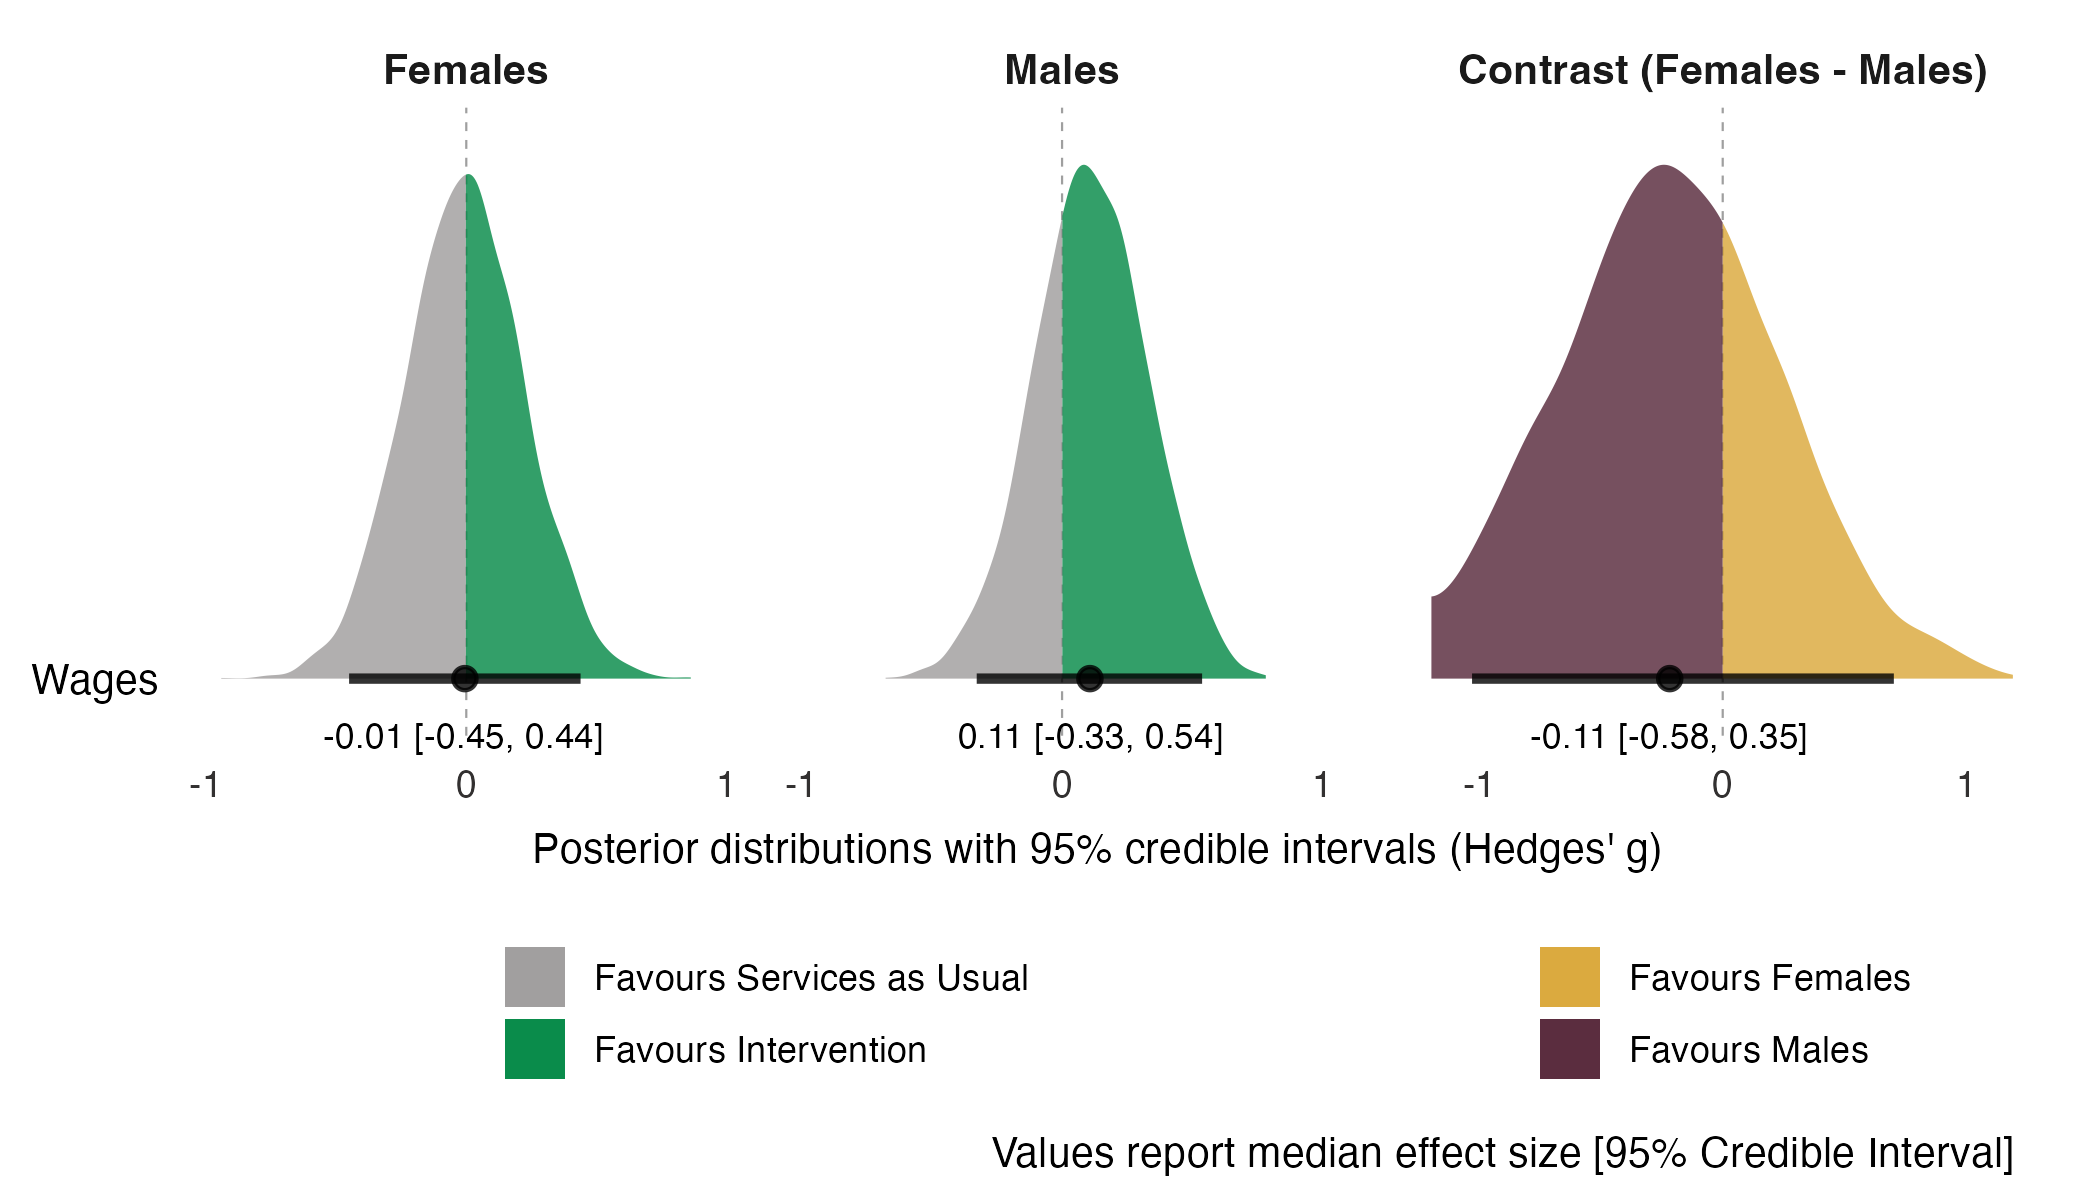 Females Males Contrast (Females - Males)
Wages
-0.01 [-0.45, 0.44] 0.11 [-0.33, 0.54] -0.11 [-0.58, 0.35]
-1 0 1 -1 0 1 -1 0 1
Posterior distributions with 95% credible intervals (Hedges' g)
Favours Services as Usual Favours Females
Favours Intervention Favours Males
Values report median effect size [95% Credible Interval]